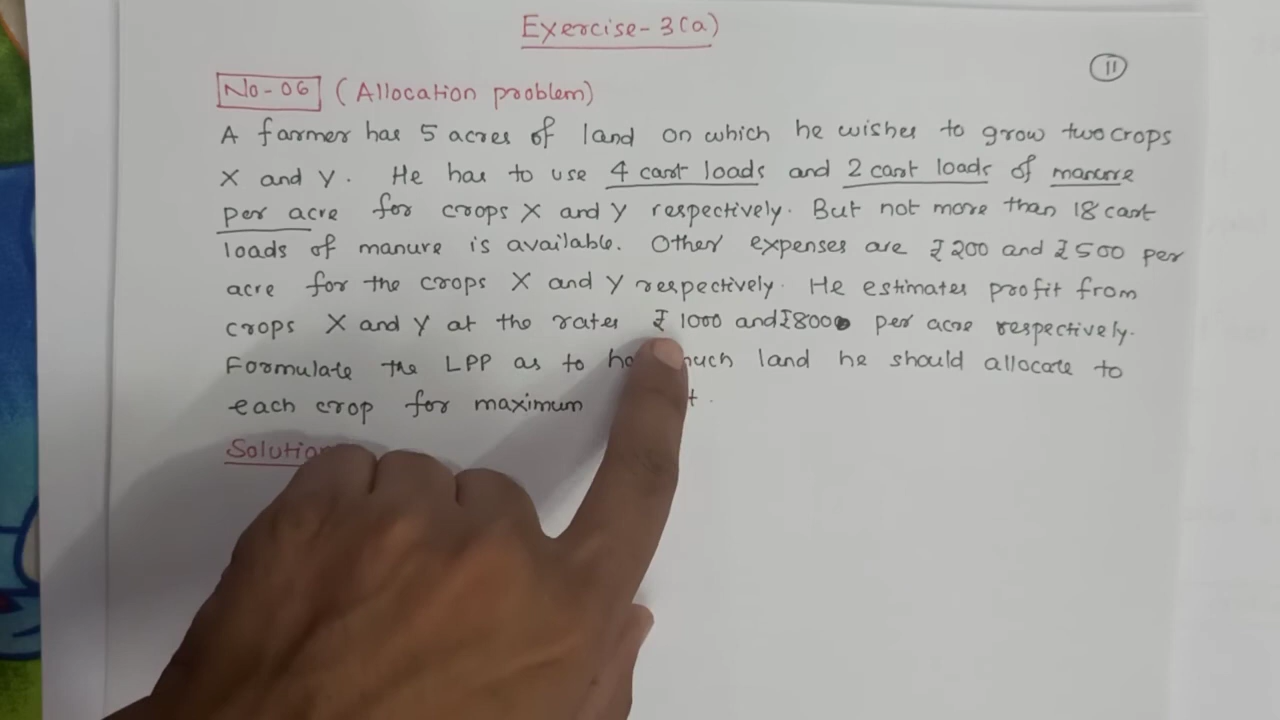 Exercise-3(a)
11
No-06 (Allocation problem)
A farmer has 5 acres of land on which he wishes to grow two crops
X and Y. He has to use 4 cart loads and 2 cart loads of manure
per acre for crops X and Y respectively. But not more than 18 cart
loads of manure is available. Other expenses are ₹200 and ₹500 per
acre for the crops X and Y respectively. He estimates profit from
crops X and Y at the rates ₹1000 and ₹800 per acre respectively.
Formulate the LPP as to land he should allocate to
each crop for maximum